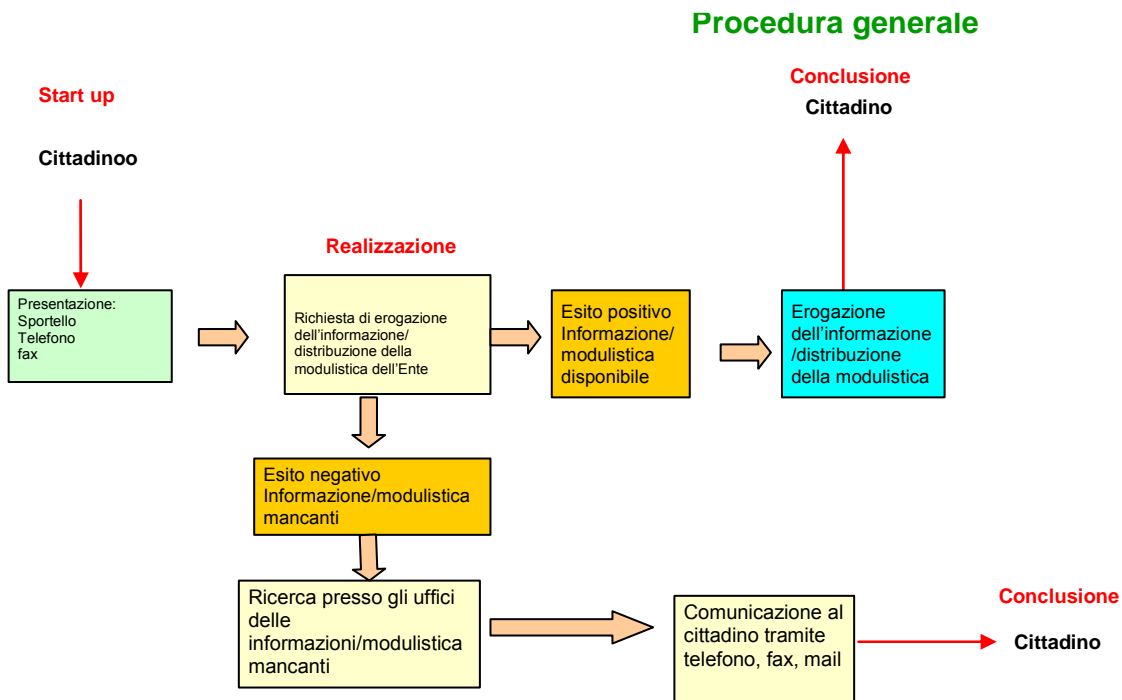 Procedura generale
Start up
Cittadinoo
Conclusione
Cittadino
Realizzazione
Presentazione:
Sportello
Telefono
fax
Richiesta di erogazione
dell'informazione/
distribuzione della
modulistica dell'Ente
Esito positivo
Informazione/
modulistica
disponibile
Erogazione
dell'informazione
/distribuzione
della modulistica
Esito negativo
Informazione/modulistica
mancanti
Ricerca presso gli uffici
delle
informazioni/modulistica
mancanti
Comunicazione al
cittadino tramite
telefono, fax, mail
Conclusione
Cittadino